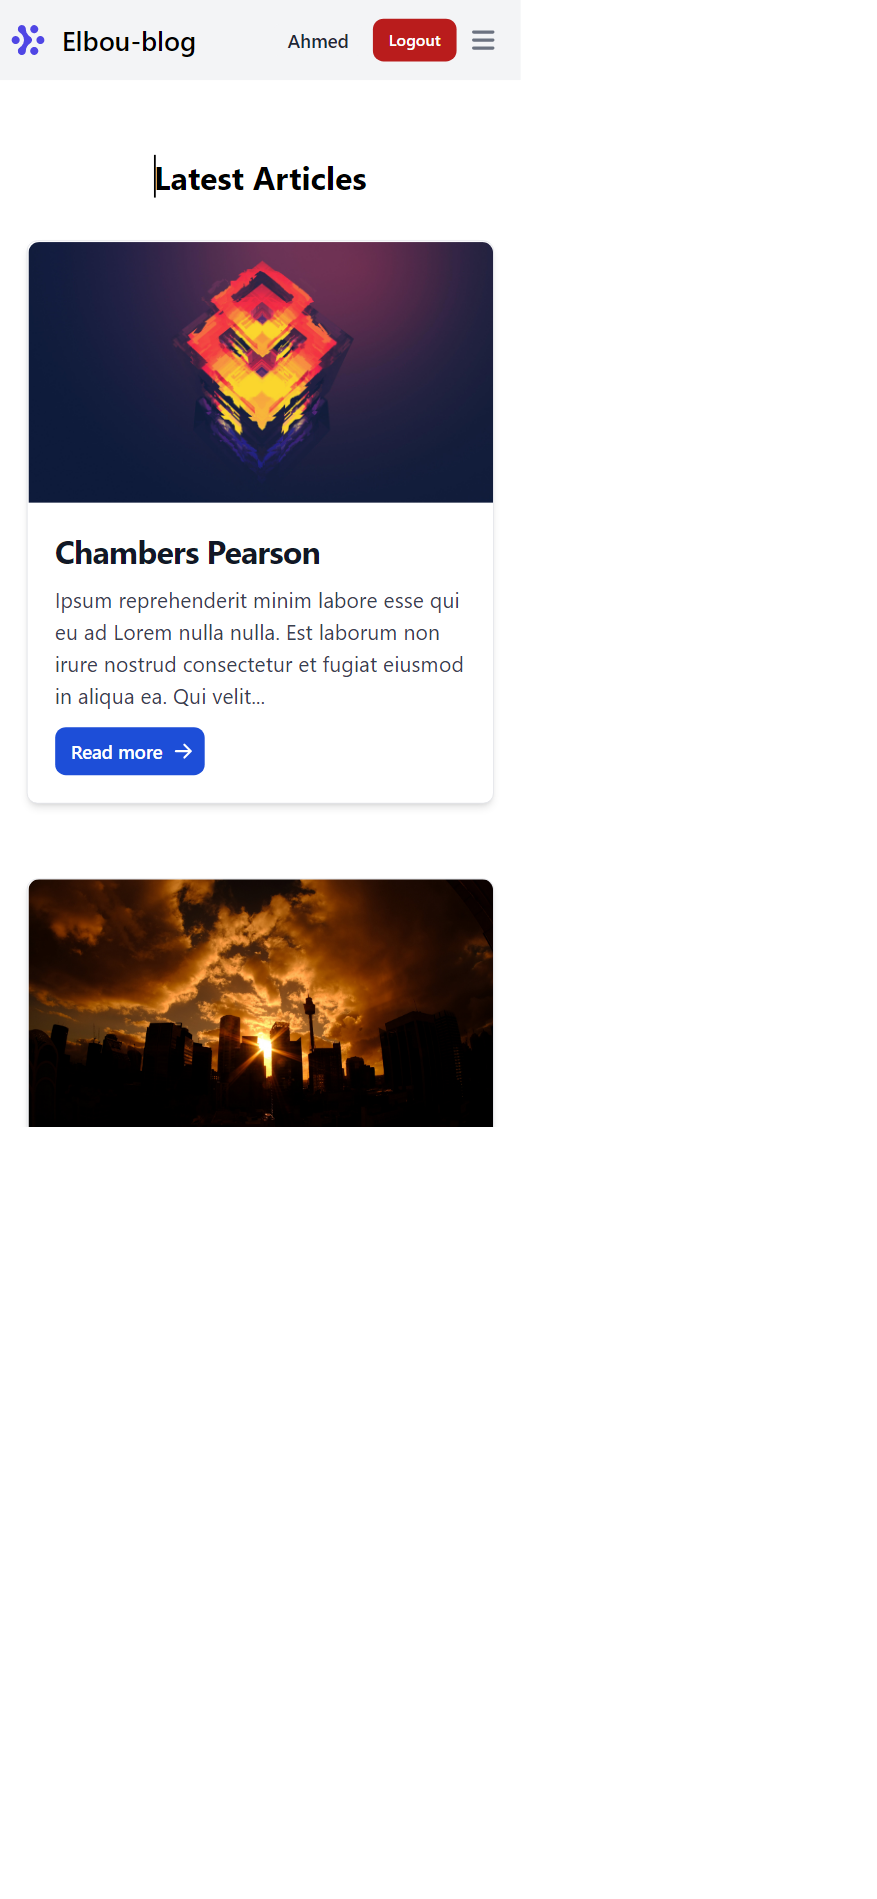 Elbou-blog
Ahmed
Logout
Latest Articles
Chambers Pearson
Ipsum reprehenderit minim labore esse qui
eu ad Lorem nulla nulla. Est laborum non
irure nostrud consectetur et fugiat eiusmod
in aliqua ea. Qui velit...
Read more